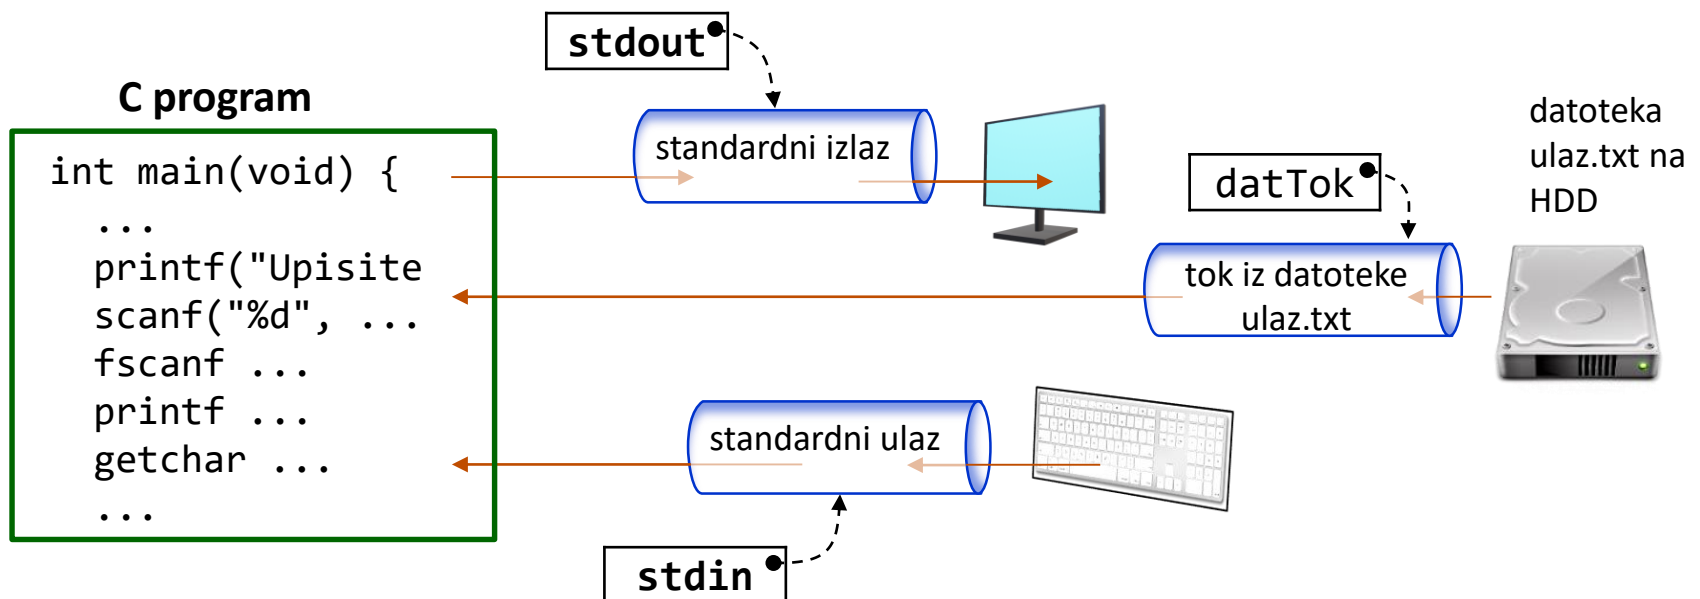 stdout
C program
int main(void) {
...
printf("Upisite
scanf("%d", ...
fscanf ...
printf ...
getchar ...
...
standardni izlaz
datTok
datoteka
ulaz.txt na
HDD
tok iz datoteke
ulaz.txt
standardni ulaz
stdin